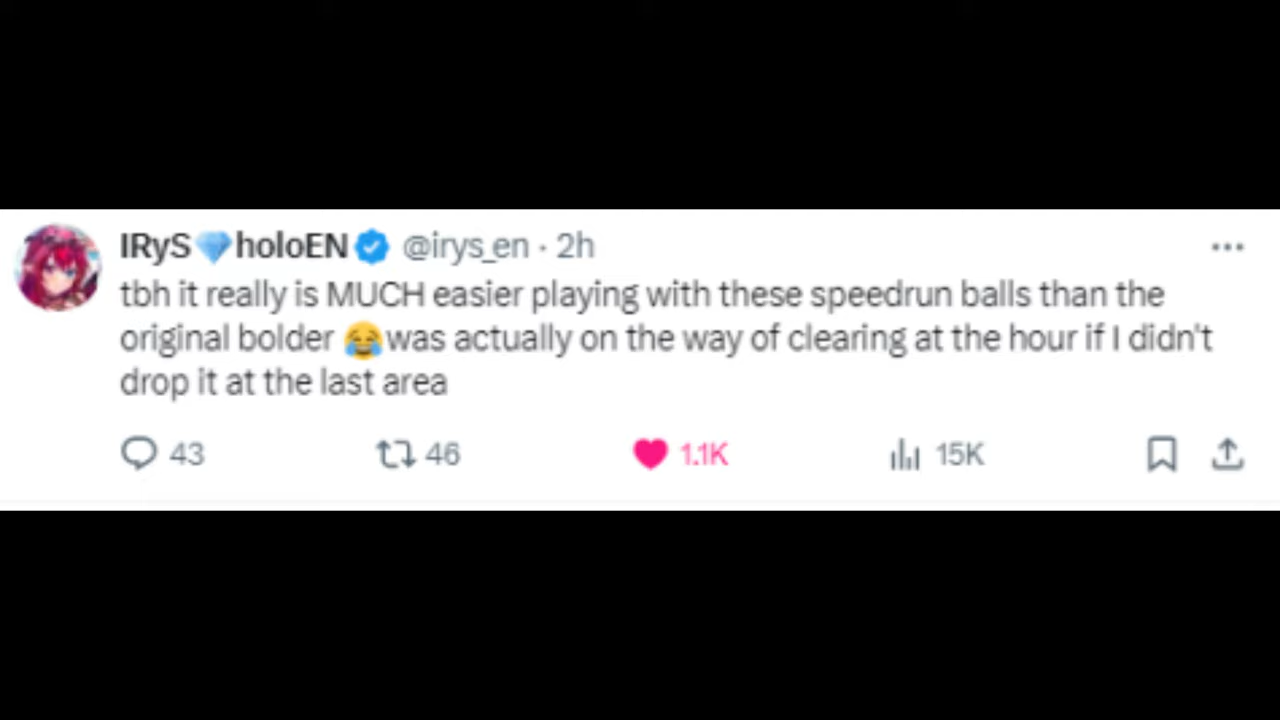 IRyS💎holoEN @irys_en · 2h
tbh it really is MUCH easier playing with these speedrun balls than the
original bolder 😂was actually on the way of clearing at the hour if I didn't
drop it at the last area
43 46 1.1K 15K